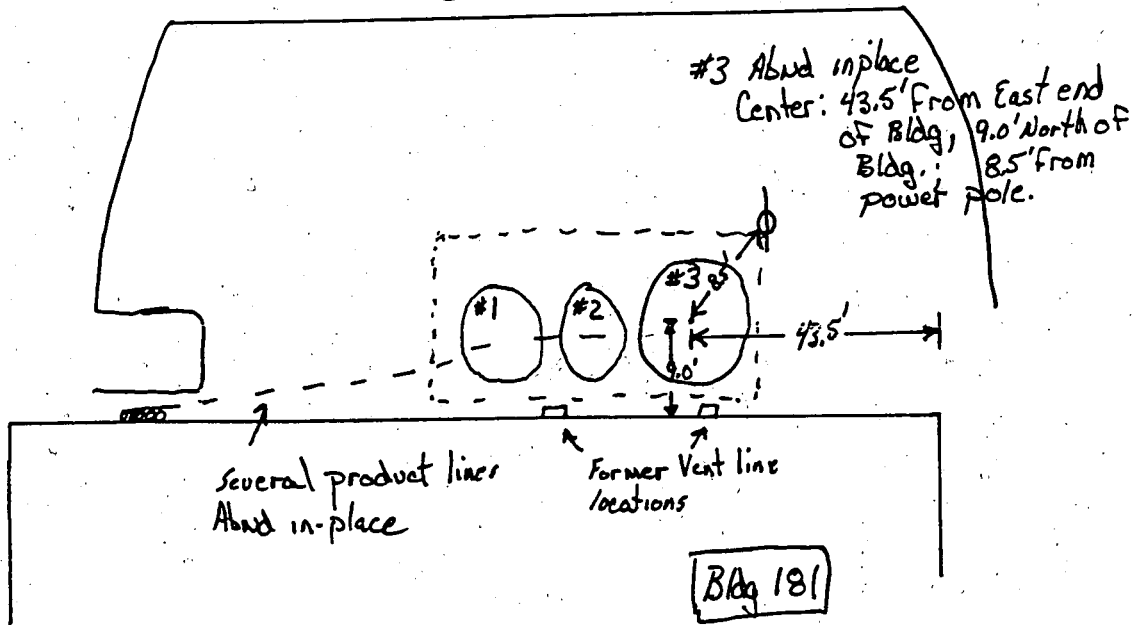 #3 Abnd in place
Center: 43.5' From East end
of Bldg, 9.0' North of
Bldg.; 8.5' from
power pole.
#1
#2
#3
8.5'
43.5'
9.0'
Several product lines
Abnd in-place
Former Vent line
locations
Bldg 181